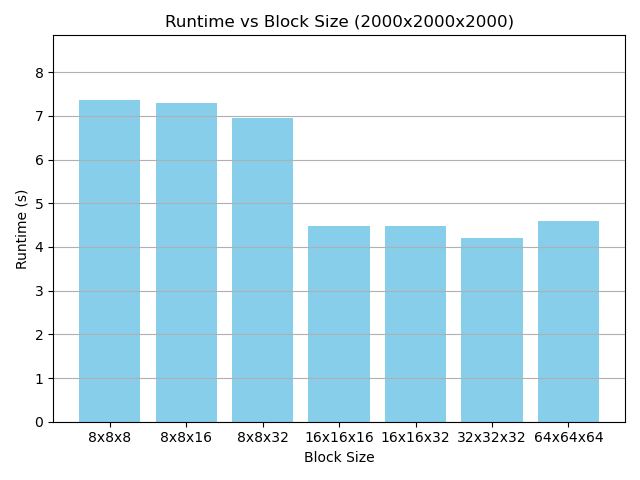 Runtime vs Block Size (2000x2000x2000)
Runtime (s)
8
7
6
5
4
3
2
1
0
8x8x8 8x8x16 8x8x32 16x16x16 16x16x32 32x32x32 64x64x64
Block Size